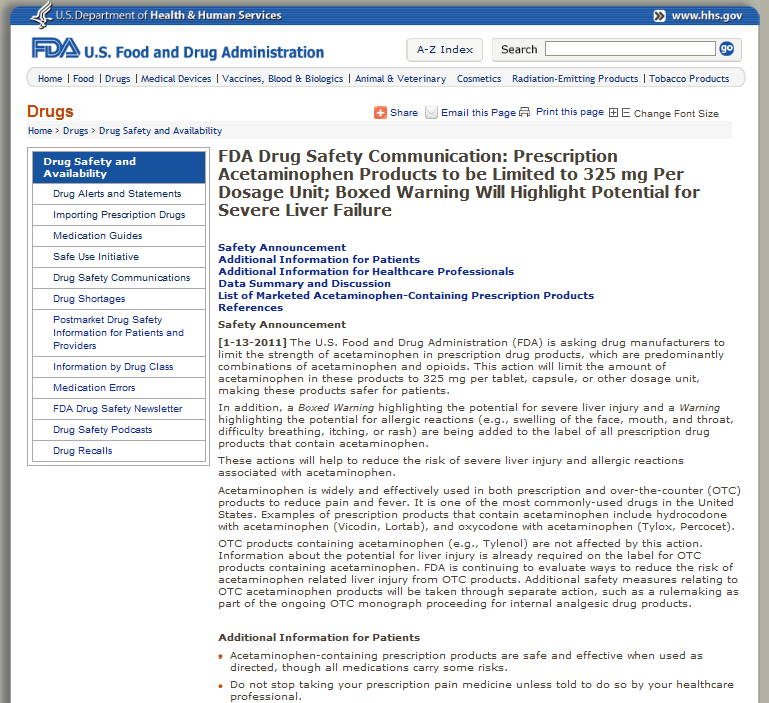 U.S. Department of Health & Human Services
www.hhs.gov
FDA U.S. Food and Drug Administration
A-Z Index
Search
go
Home | Food | Drugs | Medical Devices | Vaccines, Blood & Biologics | Animal & Veterinary Cosmetics Radiation-Emitting Products | Tobacco Products
Drugs
Share Email this Page Print this page Change Font Size
Home > Drugs > Drug Safety and Availability
Drug Safety and
Availability
Drug Alerts and Statements
Importing Prescription Drugs
Medication Guides
Safe Use Initiative
Drug Safety Communications
Drug Shortages
Postmarket Drug Safety
Information for Patients and
Providers
Information by Drug Class
Medication Errors
FDA Drug Safety Newsletter
Drug Safety Podcasts
Drug Recalls
FDA Drug Safety Communication: Prescription
Acetaminophen Products to be Limited to 325 mg Per
Dosage Unit; Boxed Warning Will Highlight Potential for
Severe Liver Failure
Safety Announcement
Additional Information for Patients
Additional Information for Healthcare Professionals
Data Summary and Discussion
List of Marketed Acetaminophen-Containing Prescription Products
References
Safety Announcement
[1-13-2011] The U.S. Food and Drug Administration (FDA) is asking drug manufacturers to
limit the strength of acetaminophen in prescription drug products, which are predominantly
combinations of acetaminophen and opioids. This action will limit the amount of
acetaminophen in these products to 325 mg per tablet, capsule, or other dosage unit,
making these products safer for patients.
In addition, a Boxed Warning highlighting the potential for severe liver injury and a Warning
highlighting the potential for allergic reactions (e.g., swelling of the face, mouth, and throat,
difficulty breathing, itching, or rash) are being added to the label of all prescription drug
products that contain acetaminophen.
These actions will help to reduce the risk of severe liver injury and allergic reactions
associated with acetaminophen.
Acetaminophen is widely and effectively used in both prescription and over-the-counter (OTC)
products to reduce pain and fever. It is one of the most commonly-used drugs in the United
States. Examples of prescription products that contain acetaminophen include hydrocodone
with acetaminophen (Vicodin, Lortab), and oxycodone with acetaminophen (Tylox, Percocet).
OTC products containing acetaminophen (e.g., Tylenol) are not affected by this action.
Information about the potential for liver injury is already required on the label for OTC
products containing acetaminophen. FDA is continuing to evaluate ways to reduce the risk of
acetaminophen related liver injury from OTC products. Additional safety measures relating to
OTC acetaminophen products will be taken through separate action, such as a rulemaking as
part of the ongoing OTC monograph proceeding for internal analgesic drug products.
Additional Information for Patients
• Acetaminophen-containing prescription products are safe and effective when used as
directed, though all medications carry some risks.
• Do not stop taking your prescription pain medicine unless told to do so by your healthcare
professional.